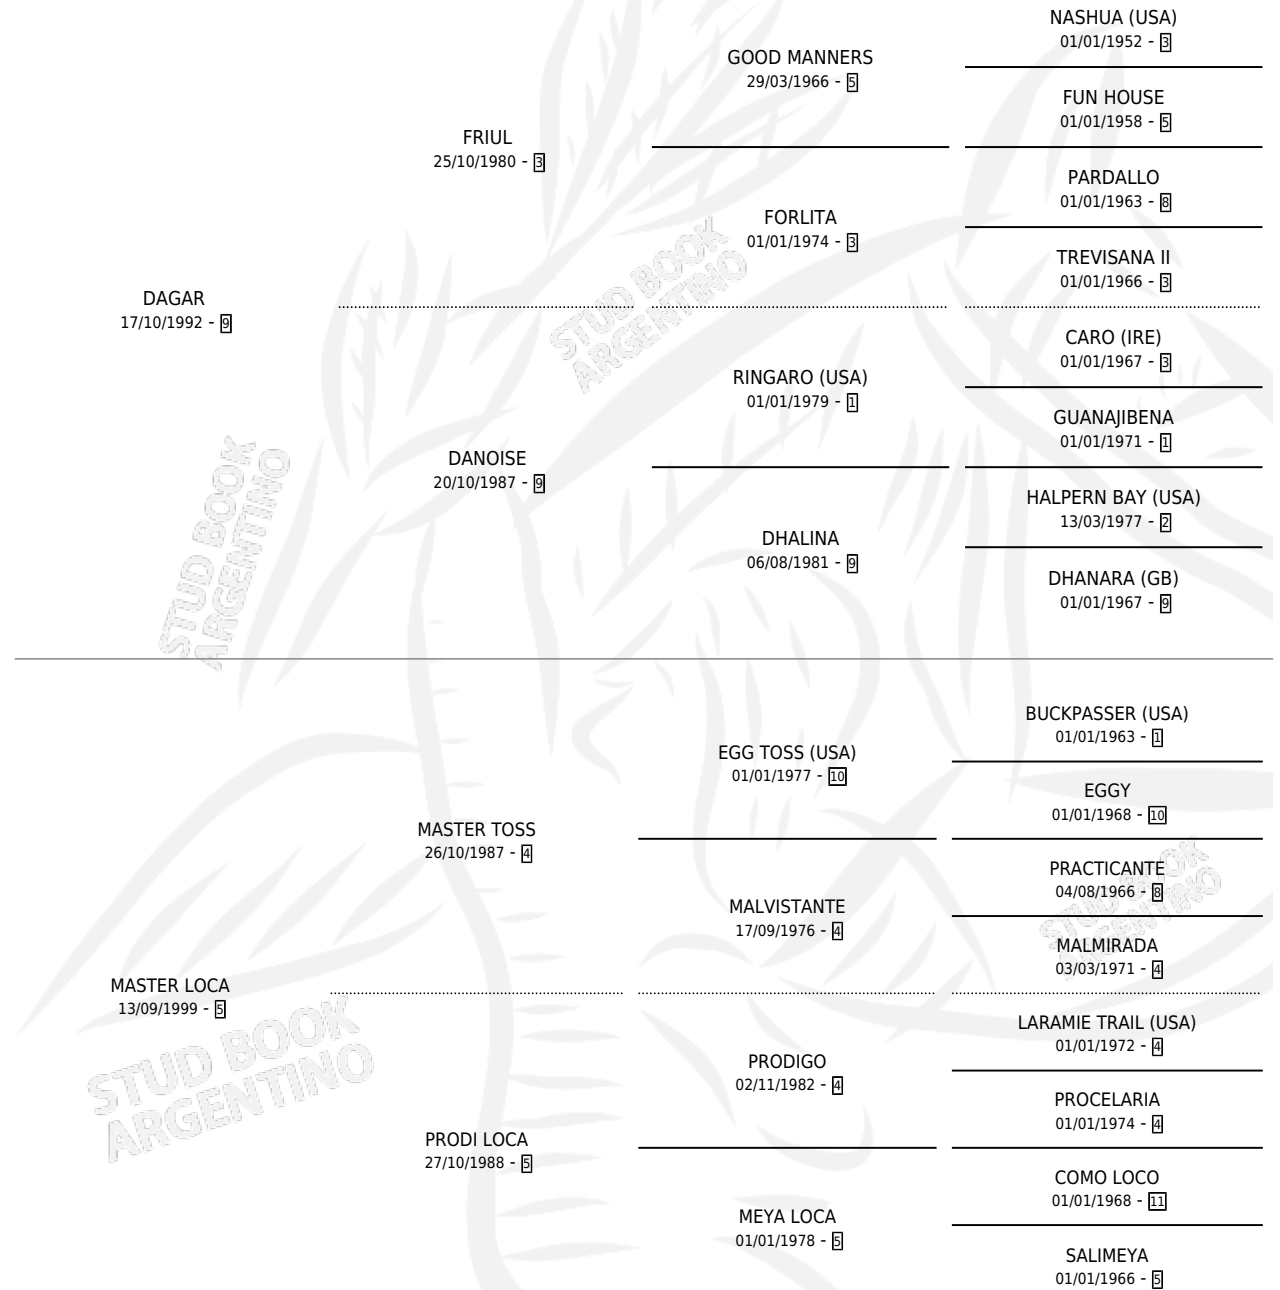 NASHUA (USA)
01/01/1952 - 3
GOOD MANNERS
29/03/1966 - 5
FUN HOUSE
01/01/1958 - 5
FRIUL
25/10/1980 - 3
PARDALLO
01/01/1963 - 8
FORLITA
01/01/1974 - 3
TREVISANA II
01/01/1966 - 3
DAGAR
17/10/1992 - 9
CARO (IRE)
01/01/1967 - 3
RINGARO (USA)
01/01/1979 - 1
GUANAJIBENA
01/01/1971 - 1
DANOISE
20/10/1987 - 9
HALPERN BAY (USA)
13/03/1977 - 2
DHALINA
06/08/1981 - 9
DHANARA (GB)
01/01/1967 - 9
BUCKPASSER (USA)
01/01/1963 - 1
EGG TOSS (USA)
01/01/1977 - 10
EGGY
01/01/1968 - 10
MASTER TOSS
26/10/1987 - 4
PRACTICANTE
04/08/1966 - 8
MALVISTANTE
17/09/1976 - 4
MALMIRADA
03/03/1971 - 4
MASTER LOCA
13/09/1999 - 5
LARAMIE TRAIL (USA)
01/01/1972 - 4
PRODIGO
02/11/1982 - 4
PROCELARIA
01/01/1974 - 4
PRODI LOCA
27/10/1988 - 5
COMO LOCO
01/01/1968 - 11
MEYA LOCA
01/01/1978 - 5
SALIMEYA
01/01/1966 - 5
STUD BOOK
ARGENTINO
STUD BOOK
ARGENTINO
STUD BOOK
ARGENTINO
STUD BOOK
ARGENTINO